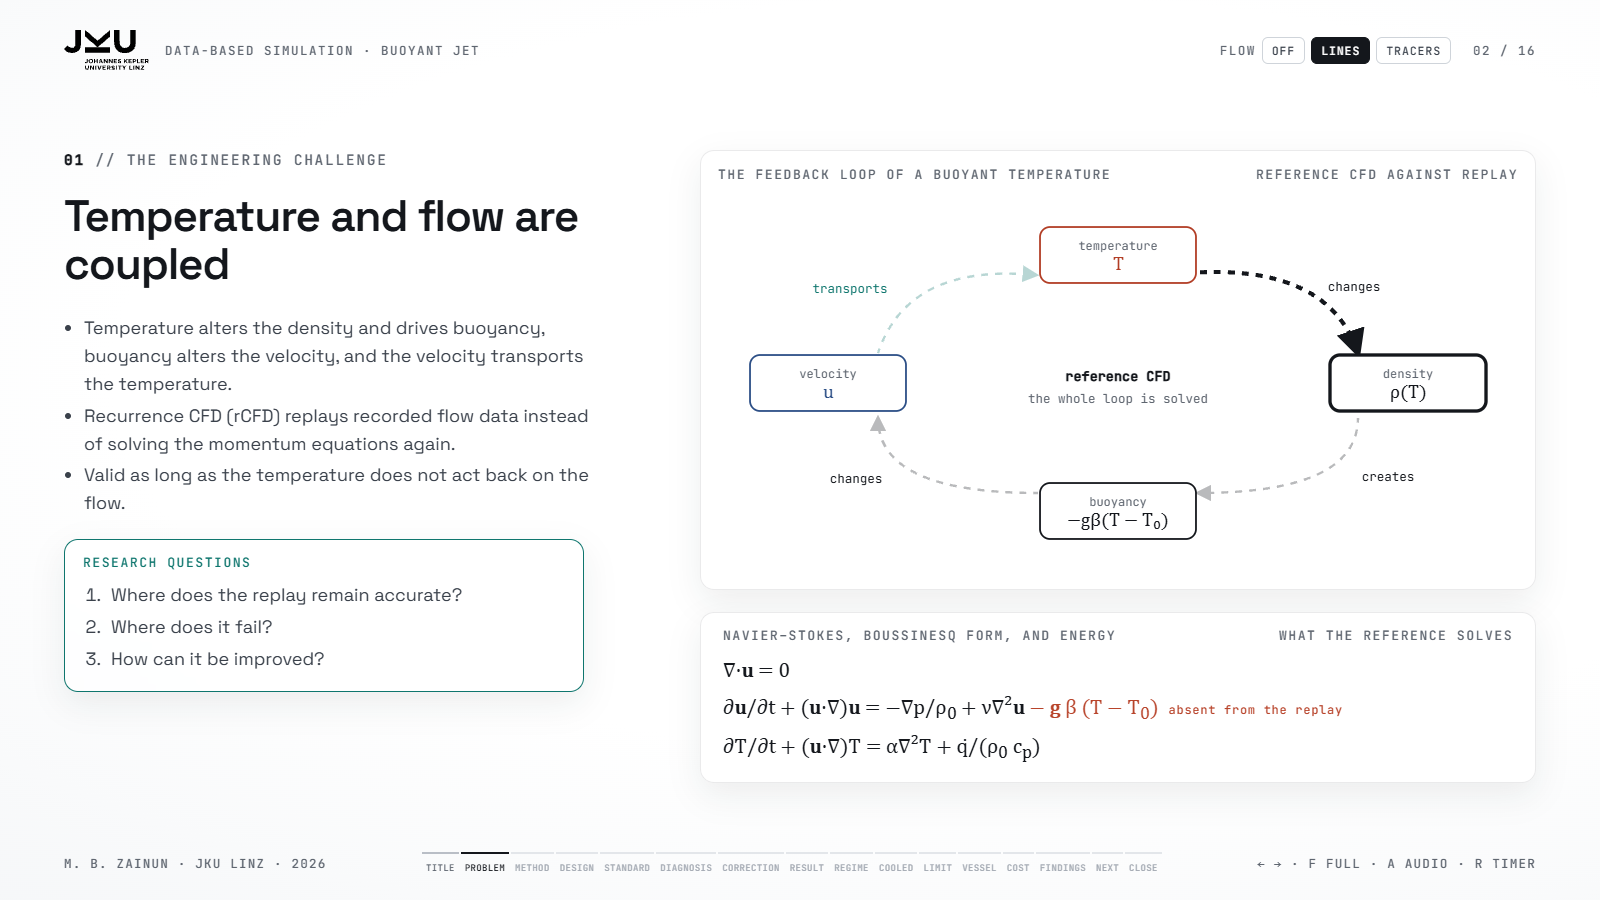 JKU
JOHANNES KEPLER
UNIVERSITY LINZ
DATA-BASED SIMULATION · BUOYANT JET
FLOW OFF LINES TRACERS 02 / 16
01 // THE ENGINEERING CHALLENGE
Temperature and flow are
coupled
• Temperature alters the density and drives buoyancy,
buoyancy alters the velocity, and the velocity transports
the temperature.
• Recurrence CFD (rCFD) replays recorded flow data instead
of solving the momentum equations again.
• Valid as long as the temperature does not act back on the
flow.
RESEARCH QUESTIONS
1. Where does the replay remain accurate?
2. Where does it fail?
3. How can it be improved?
THE FEEDBACK LOOP OF A BUOYANT TEMPERATURE REFERENCE CFD AGAINST REPLAY
temperature
T
transports
changes
velocity
u
reference CFD
the whole loop is solved
density
ρ(T)
changes
creates
buoyancy
−gβ(T − T₀)
NAVIER–STOKES, BOUSSINESQ FORM, AND ENERGY WHAT THE REFERENCE SOLVES
∇·u = 0
∂u/∂t + (u·∇)u = −∇p/ρ₀ + ν∇²u − g β (T − T₀) absent from the replay
∂T/∂t + (u·∇)T = α∇²T + q̇/(ρ₀ cₚ)
M. B. ZAINUN · JKU LINZ · 2026
TITLE PROBLEM METHOD DESIGN STANDARD DIAGNOSIS CORRECTION RESULT REGIME COOLED LIMIT VESSEL COST FINDINGS NEXT CLOSE
← → · F FULL · A AUDIO · R TIMER